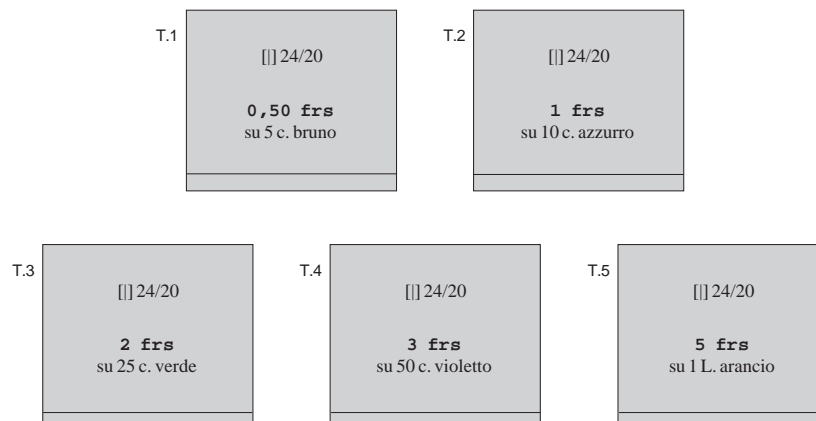 T.1
[|] 24/20
0,50 frs
su 5 c. bruno
T.2
[|] 24/20
1 frs
su 10 c. azzurro
T.3
[|] 24/20
2 frs
su 25 c. verde
T.4
[|] 24/20
3 frs
su 50 c. violetto
T.5
[|] 24/20
5 frs
su 1 L. arancio